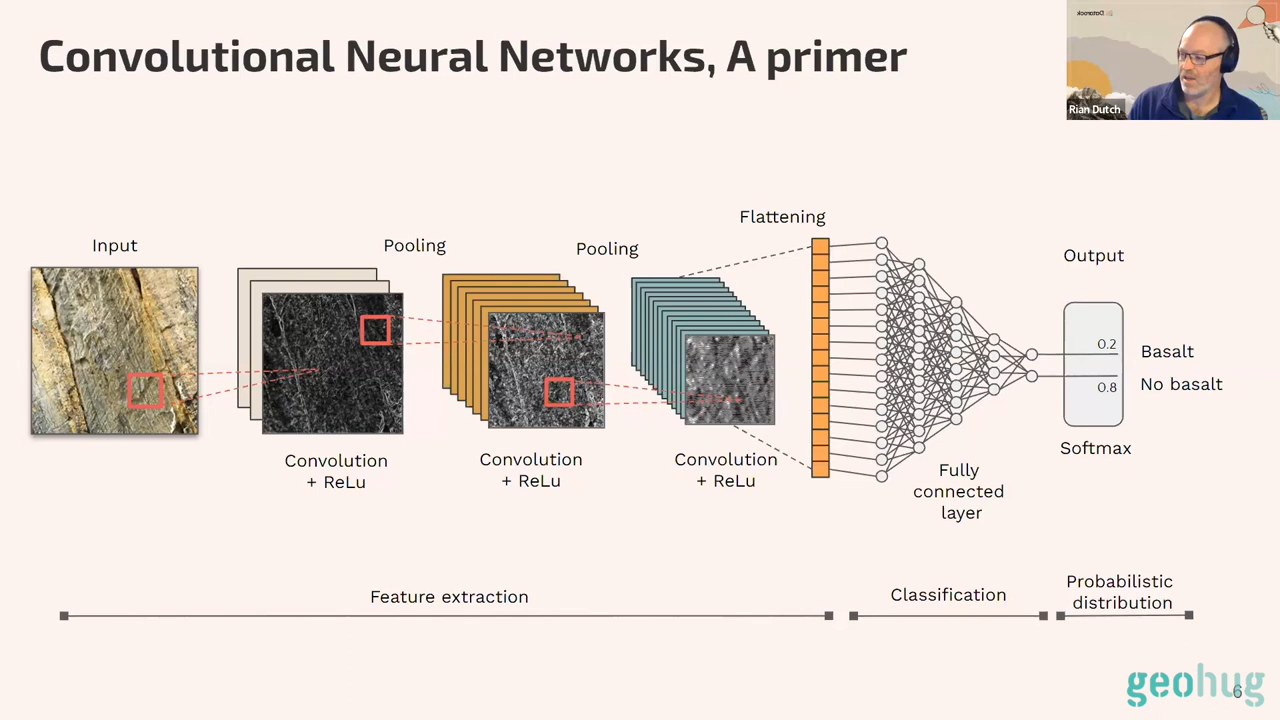 Convolutional Neural Networks, A primer
Datarock
Rian Dutch
Flattening
Input
Pooling
Pooling
Output
0.2
Basalt
0.8
No basalt
Softmax
Convolution
+ ReLu
Convolution
+ ReLu
Convolution
+ ReLu
Fully
connected
layer
Feature extraction
Classification
Probabilistic
distribution
geohug
6